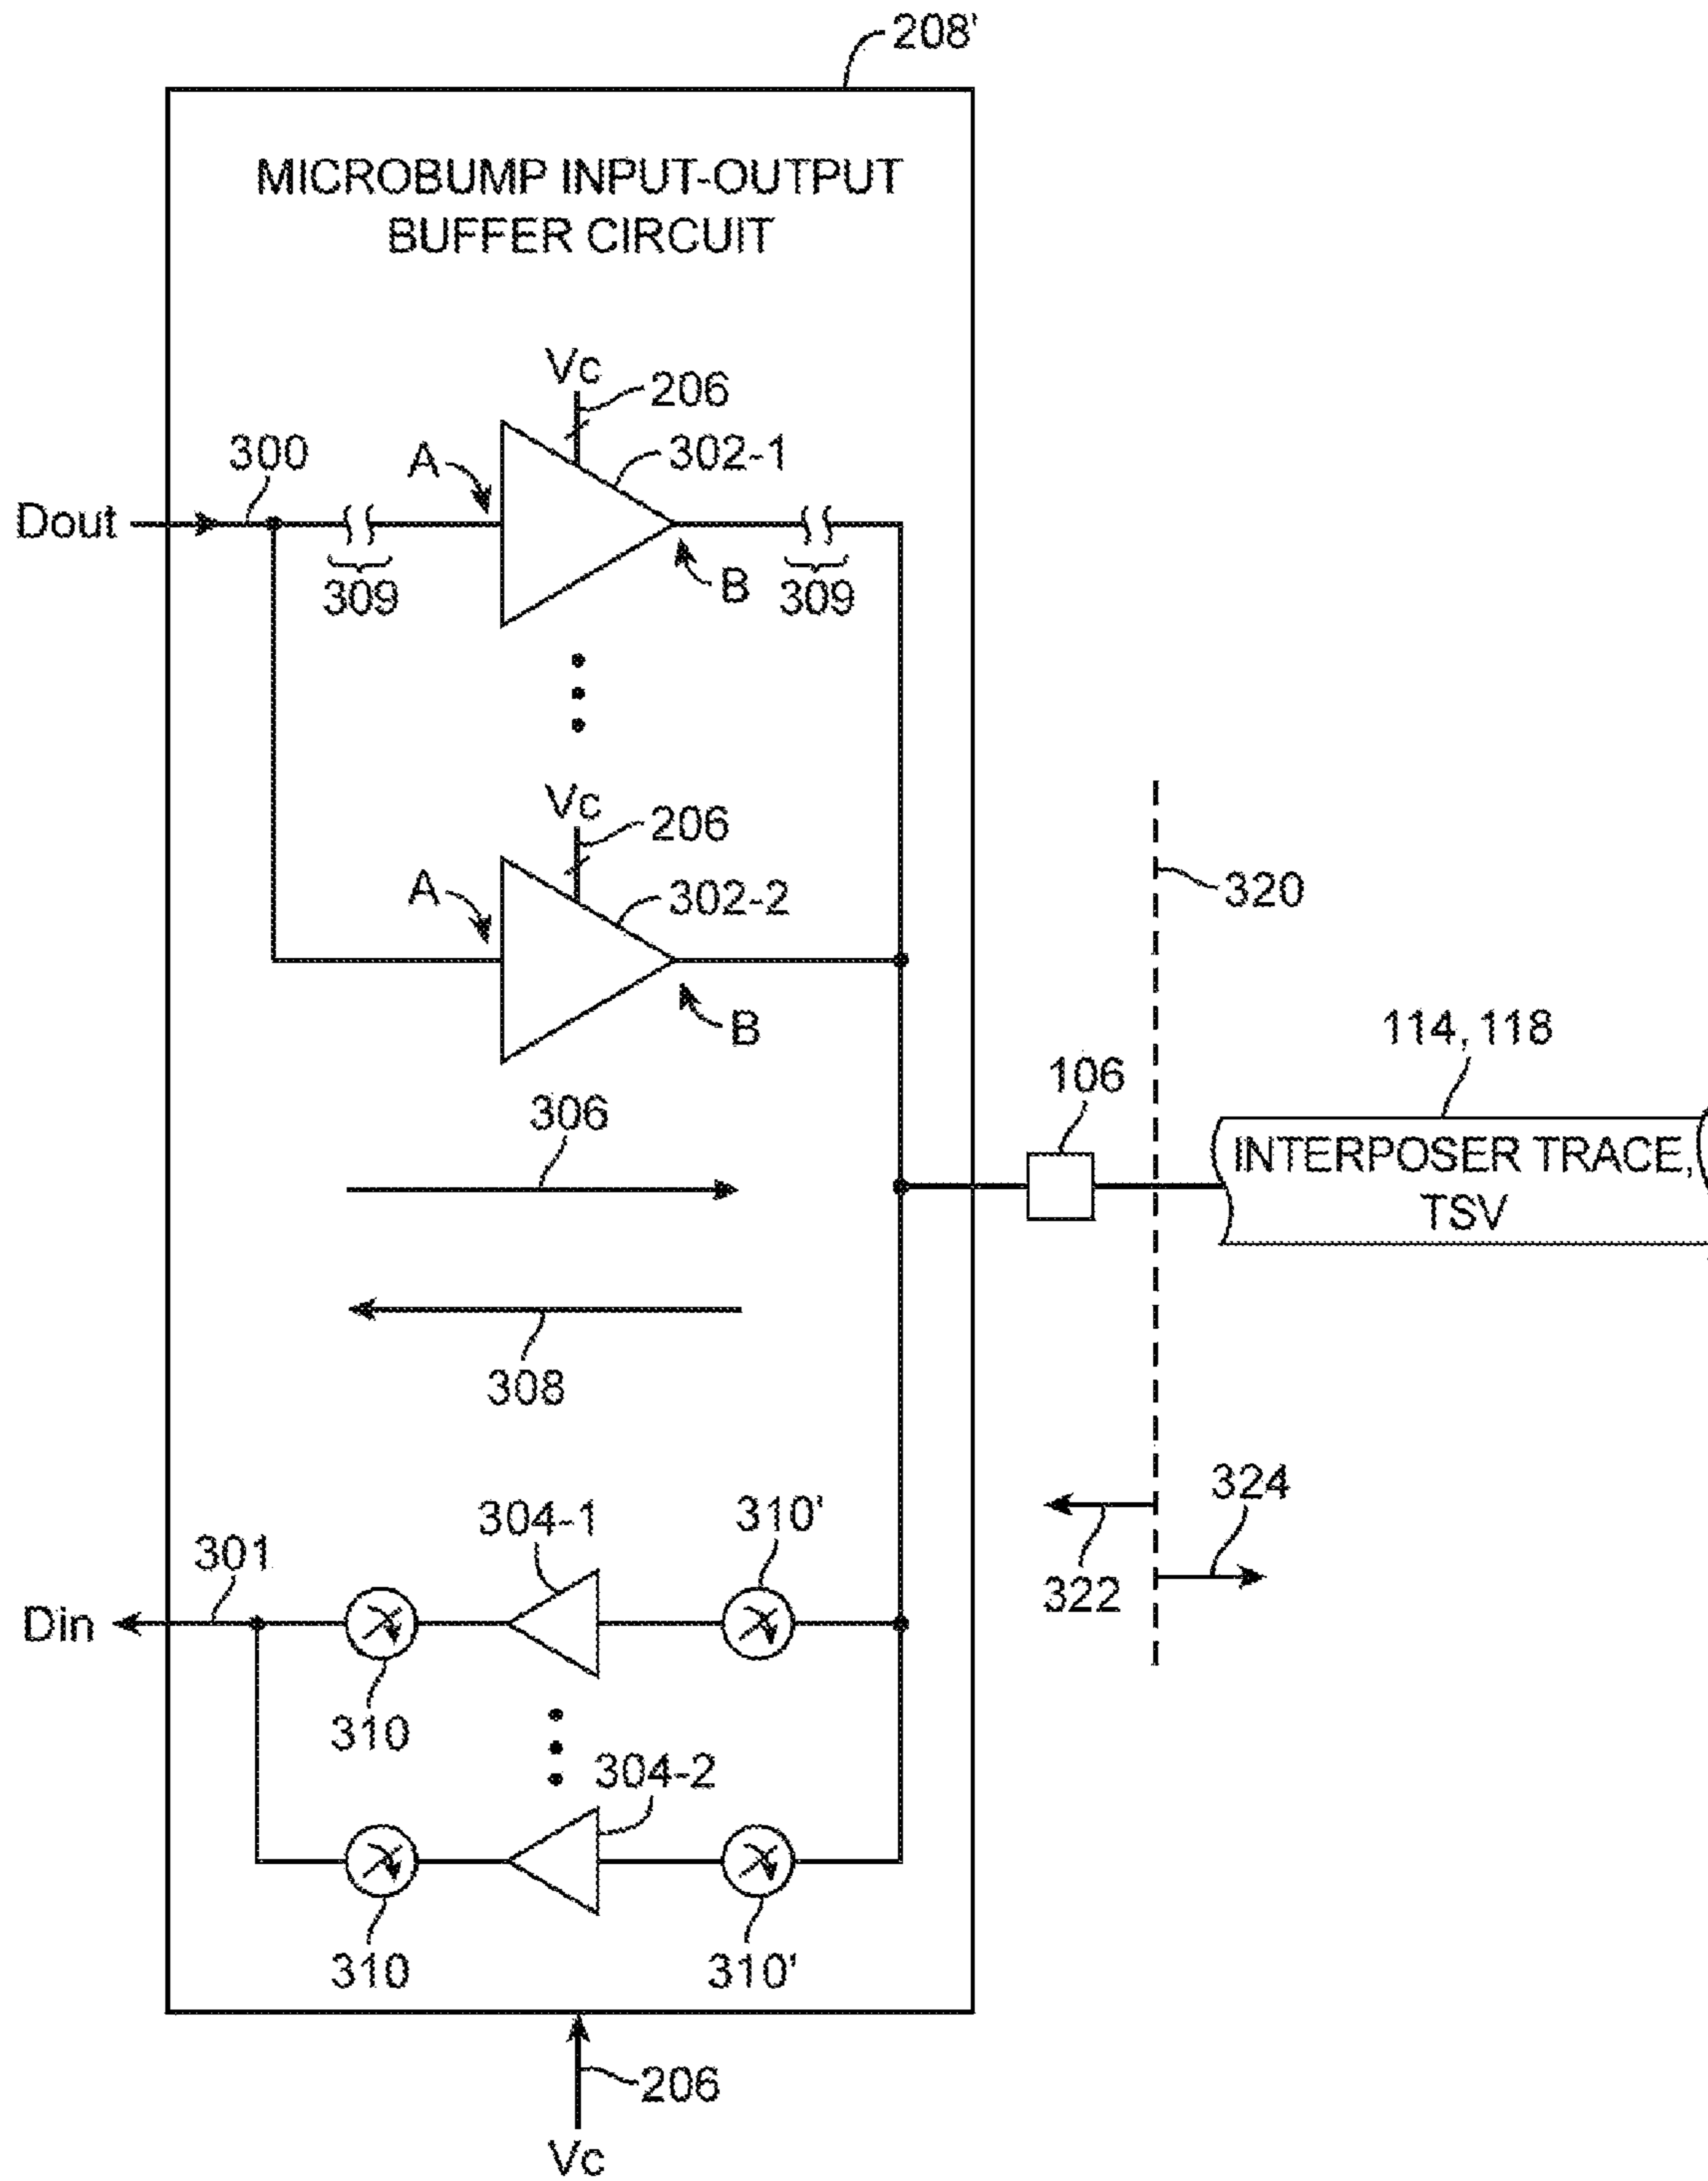 208'
MICROBUMP INPUT-OUTPUT
BUFFER CIRCUIT
Vc
206
300
A
302-1
Dout
309
B
309
Vc
206
A
302-2
320
B
114, 118
106
306
INTERPOSER TRACE,
TSV
308
324
304-1
310'
322
301
Din
310
304-2
310
310'
206
Vc